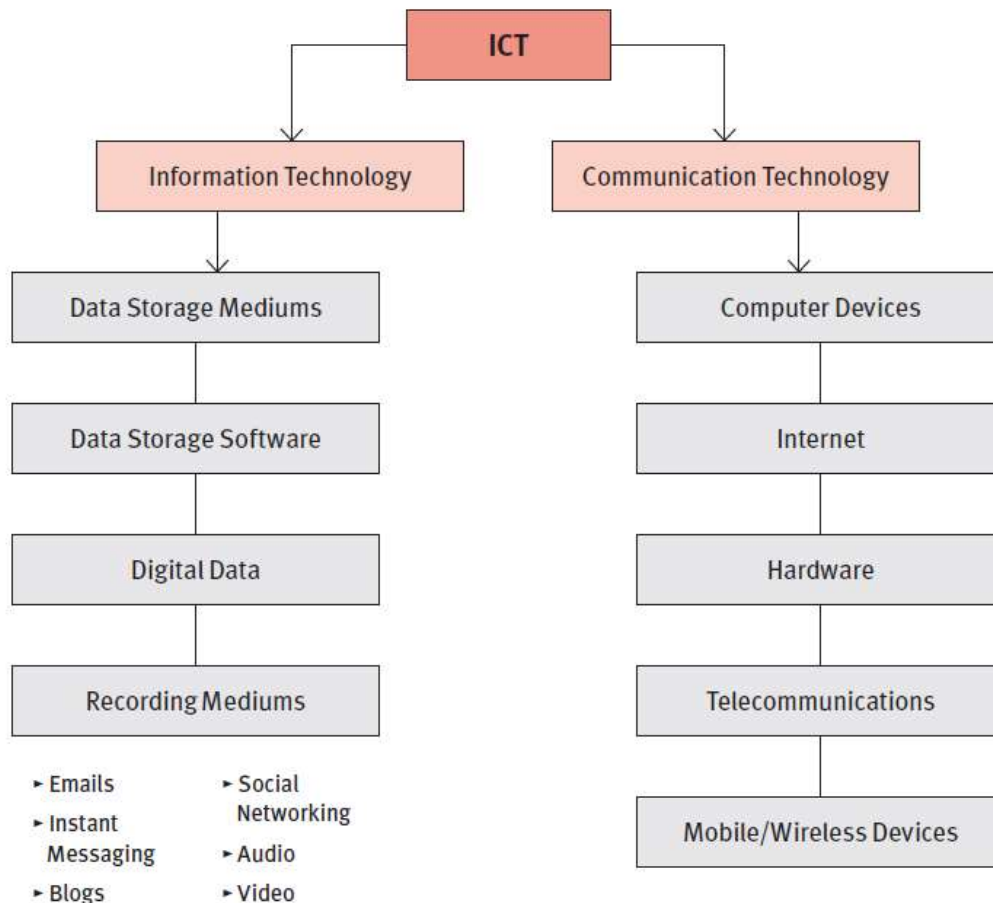 ICT
Information Technology
Communication Technology
Data Storage Mediums
Data Storage Software
Digital Data
Recording Mediums
► Emails
► Instant
Messaging
► Blogs
► Social
Networking
► Audio
► Video
Computer Devices
Internet
Hardware
Telecommunications
Mobile/Wireless Devices